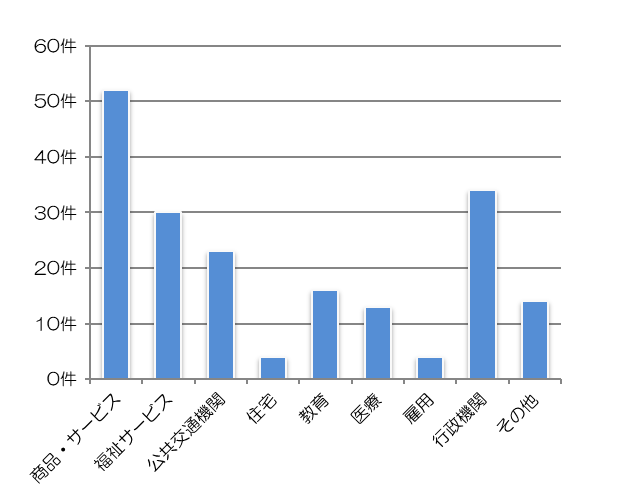 60件
50件
40件
30件
20件
10件
0件
商品・サービス
福祉サービス
公共交通機関
住宅
教育
医療
雇用
行政機関
その他